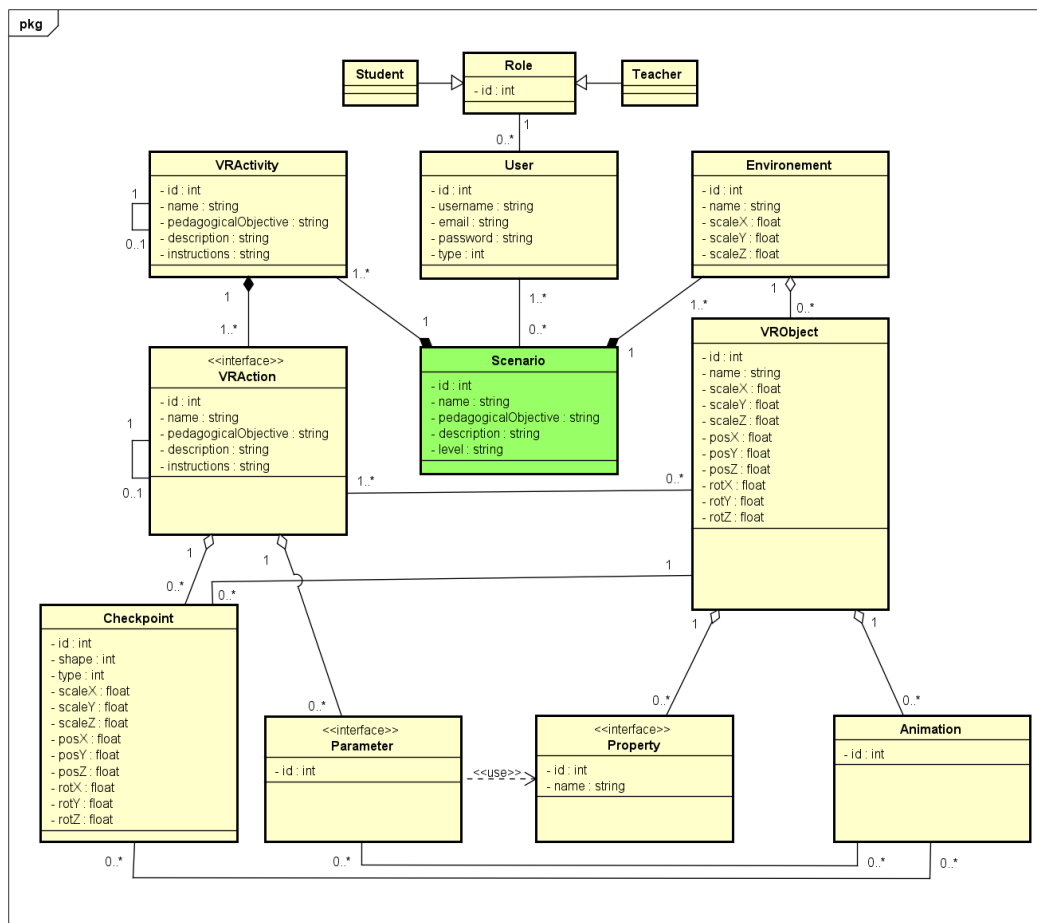 pkg
Student
Role
- id : int
Teacher
1
0..*
VRActivity
- id : int
- name : string
- pedagogicalObjective : string
- description : string
- instructions : string
1
0..1
User
- id : int
- username : string
- email : string
- password : string
- type : int
Environement
- id : int
- name : string
- scaleX : float
- scaleY : float
- scaleZ : float
1
1..*
1..*
1
1..*
0..*
1..*
1
1
0..*
<<interface>>
VRAction
- id : int
- name : string
- pedagogicalObjective : string
- description : string
- instructions : string
1
0..1
Scenario
- id : int
- name : string
- pedagogicalObjective : string
- description : string
- level : string
VRObject
- id : int
- name : string
- scaleX : float
- scaleY : float
- scaleZ : float
- posX : float
- posY : float
- posZ : float
- rotX : float
- rotY : float
- rotZ : float
1..*
0..*
1
0..*
1
0..*
1
0..*
1
0..*
1
0..*
Checkpoint
- id : int
- shape : int
- type : int
- scaleX : float
- scaleY : float
- scaleZ : float
- posX : float
- posY : float
- posZ : float
- rotX : float
- rotY : float
- rotZ : float
<<interface>>
Parameter
- id : int
<<use>>
<<interface>>
Property
- id : int
- name : string
Animation
- id : int
0..*
0..*
0..*
0..*